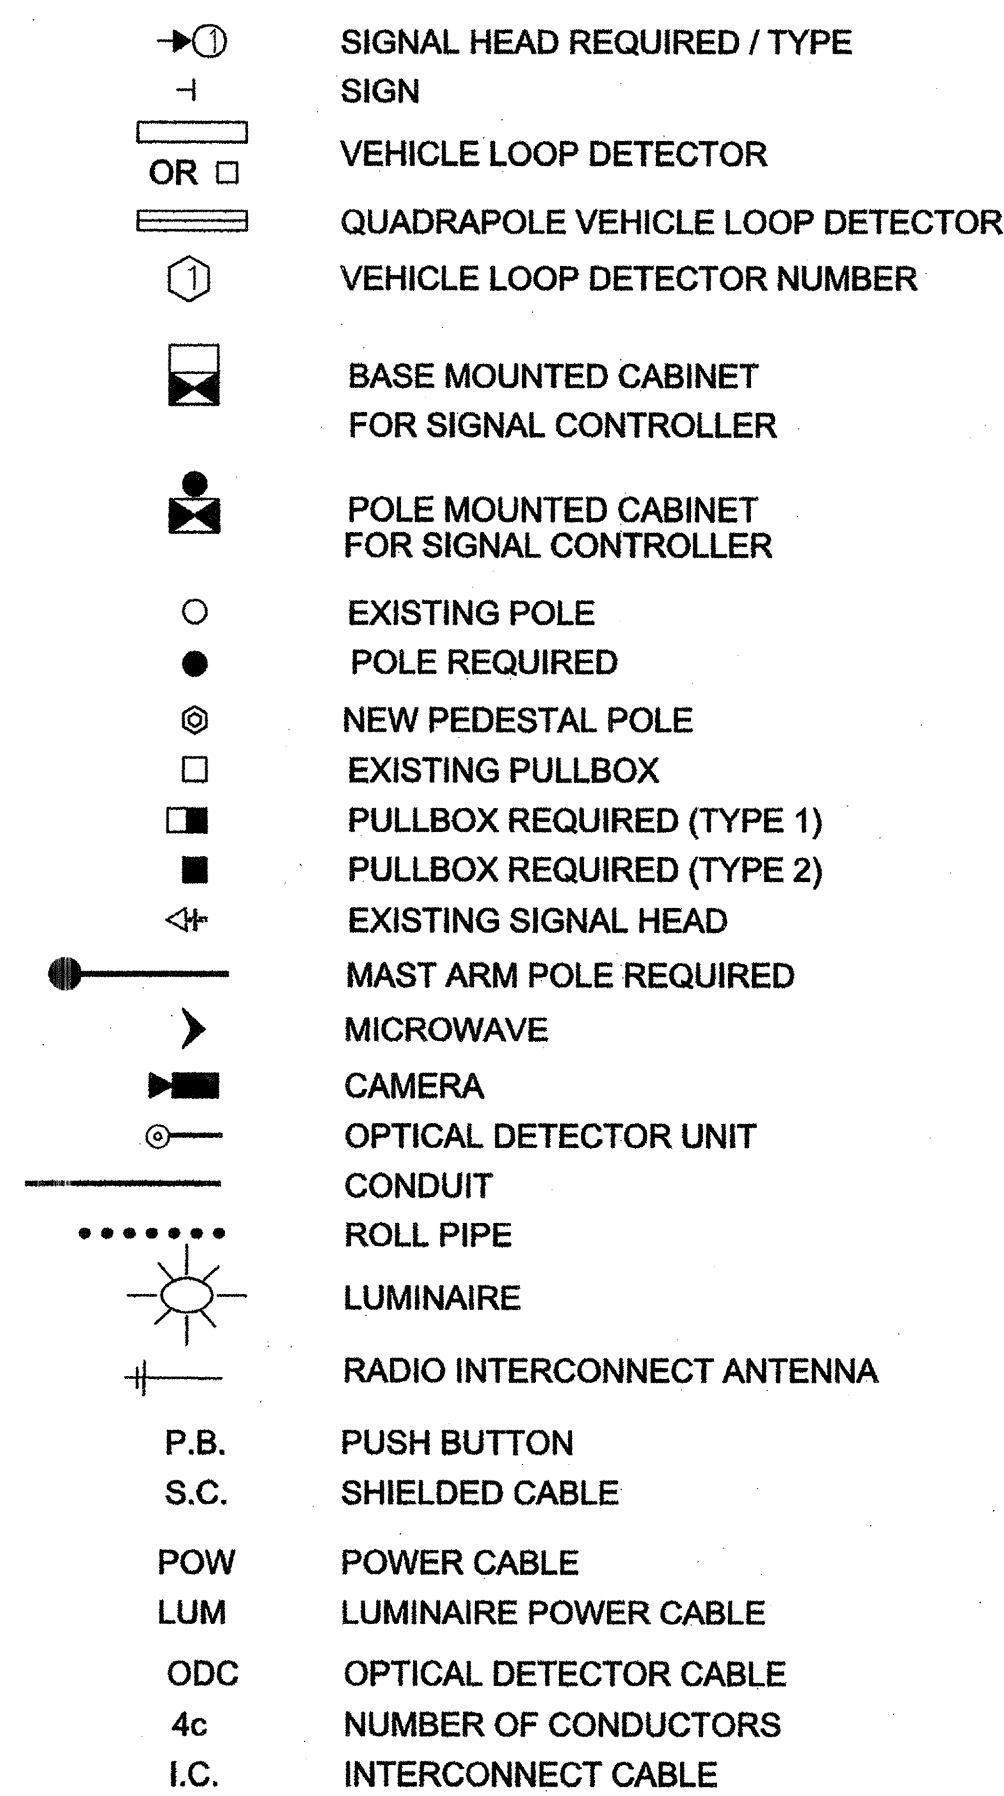 1 SIGNAL HEAD REQUIRED / TYPE
SIGN
VEHICLE LOOP DETECTOR
OR
QUADRAPOLE VEHICLE LOOP DETECTOR
1 VEHICLE LOOP DETECTOR NUMBER
BASE MOUNTED CABINET
FOR SIGNAL CONTROLLER
POLE MOUNTED CABINET
FOR SIGNAL CONTROLLER
EXISTING POLE
POLE REQUIRED
NEW PEDESTAL POLE
EXISTING PULLBOX
PULLBOX REQUIRED (TYPE 1)
PULLBOX REQUIRED (TYPE 2)
EXISTING SIGNAL HEAD
MAST ARM POLE REQUIRED
MICROWAVE
CAMERA
OPTICAL DETECTOR UNIT
CONDUIT
ROLL PIPE
LUMINAIRE
RADIO INTERCONNECT ANTENNA
P.B. PUSH BUTTON
S.C. SHIELDED CABLE
POW POWER CABLE
LUM LUMINAIRE POWER CABLE
ODC OPTICAL DETECTOR CABLE
4c NUMBER OF CONDUCTORS
I.C. INTERCONNECT CABLE